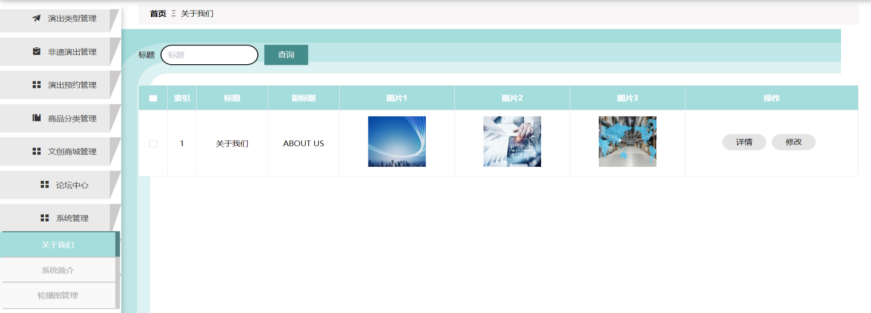 演出类型管理
非遗演出管理
演出预约管理
商品分类管理
文创商城管理
论坛中心
系统管理
关于我们
系统简介
轮播图管理
首页 Ξ 关于我们
标题 标题 查询
索引 标题 副标题 图片1 图片2 图片3 操作
1 关于我们 ABOUT US 详情 修改